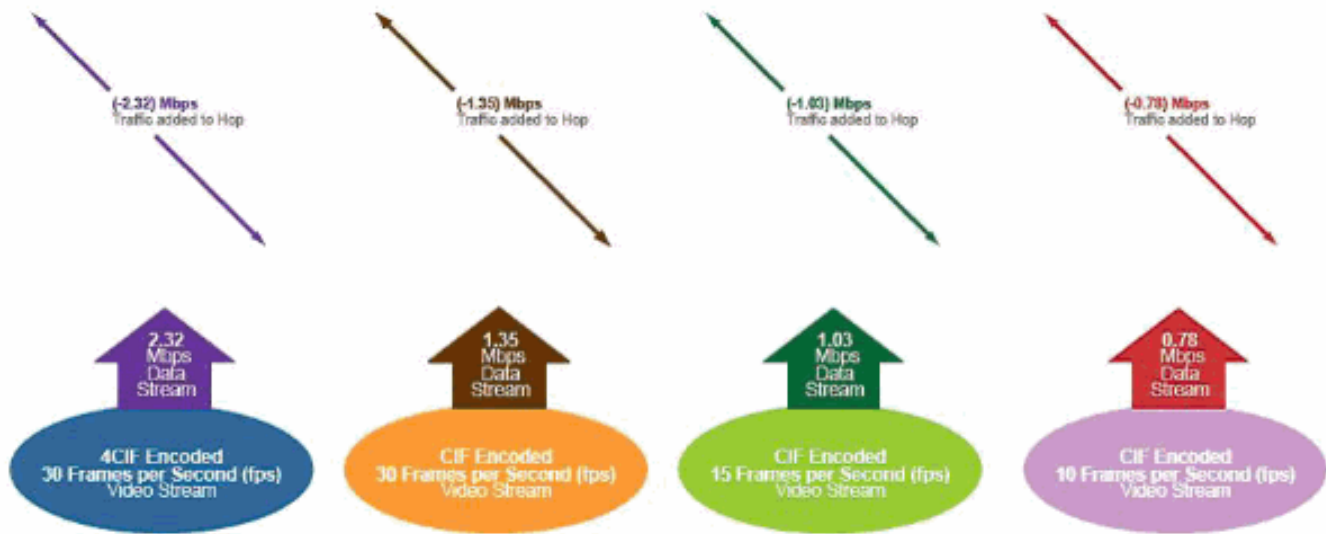 (-2.32) Mbps
Traffic added to Hop
(-1.35) Mbps
Traffic added to Hop
(-1.03) Mbps
Traffic added to Hop
(-0.78) Mbps
Traffic added to Hop
2.32
Mbps
Data
Stream
1.35
Mbps
Data
Stream
1.03
Mbps
Data
Stream
0.78
Mbps
Data
Stream
4CIF Encoded
30 Frames per Second (fps)
Video Stream
CIF Encoded
30 Frames per Second (fps)
Video Stream
CIF Encoded
15 Frames per Second (fps)
Video Stream
CIF Encoded
10 Frames per Second (fps)
Video Stream